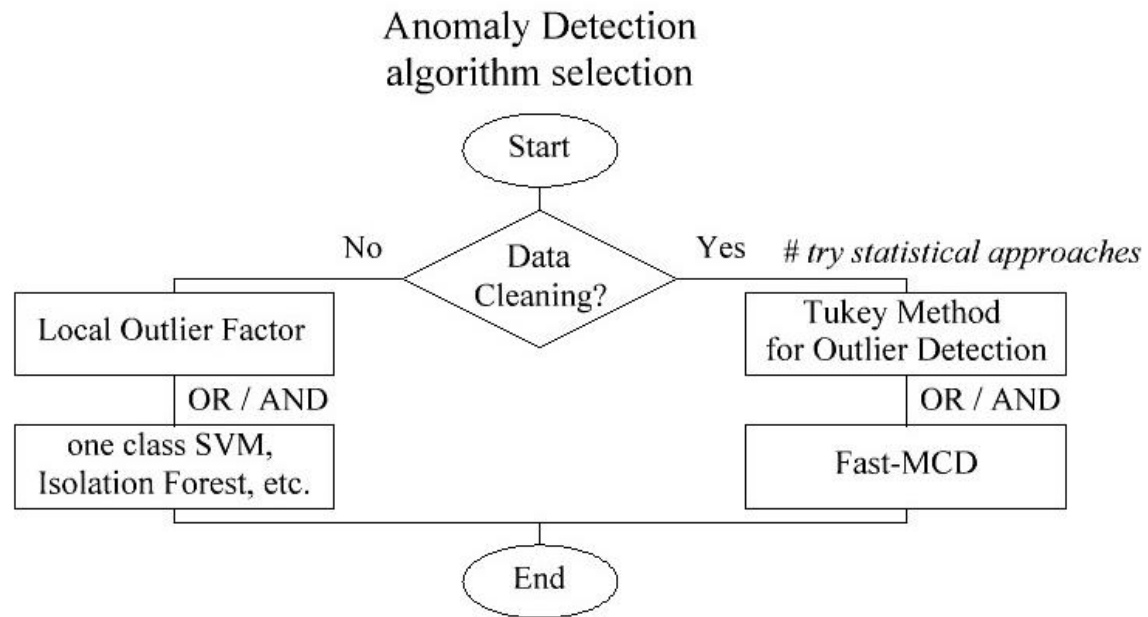 Anomaly Detection
algorithm selection
Start
No
Yes
# try statistical approaches
Data
Cleaning?
Local Outlier Factor
OR / AND
one class SVM,
Isolation Forest, etc.
Tukey Method
for Outlier Detection
OR / AND
Fast-MCD
End